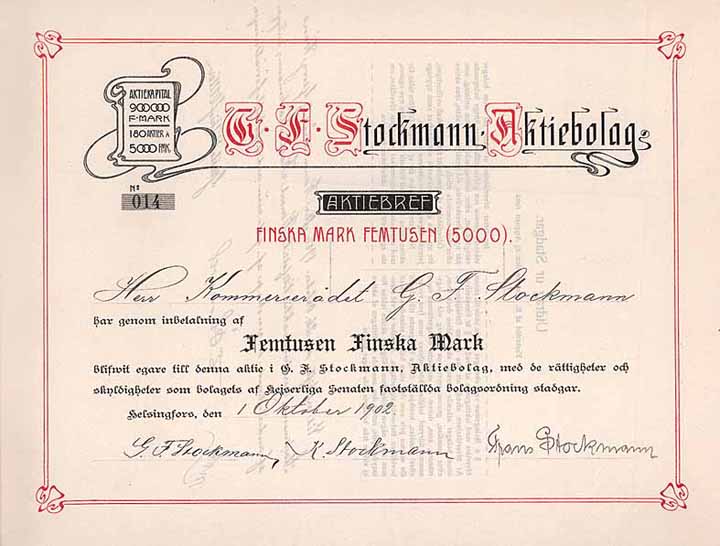 AKTIEKAPITAL
900000
F-MARK
180 AKTIER A
5000 FMK.
G. F. Stockmann. Aktiebolag.
No
014
AKTIEBREF
FINSKA MARK FEMTUSEN (5000).
Herr Kommerserådet G. F. Stockmann
har genom inbetalning af
Femtusen Finska Mark
blifvit egare till denna aktie i G. F. Stockmann, Aktiebolag, med de rättigheter och
skyldigheter som bolagets af Kejserliga Senaten fastställda bolagsordning stadgar.
Helsingfors, den 1 Oktober 1902.
G. F. Stockmann, K. Stockmann Frans Stockmann